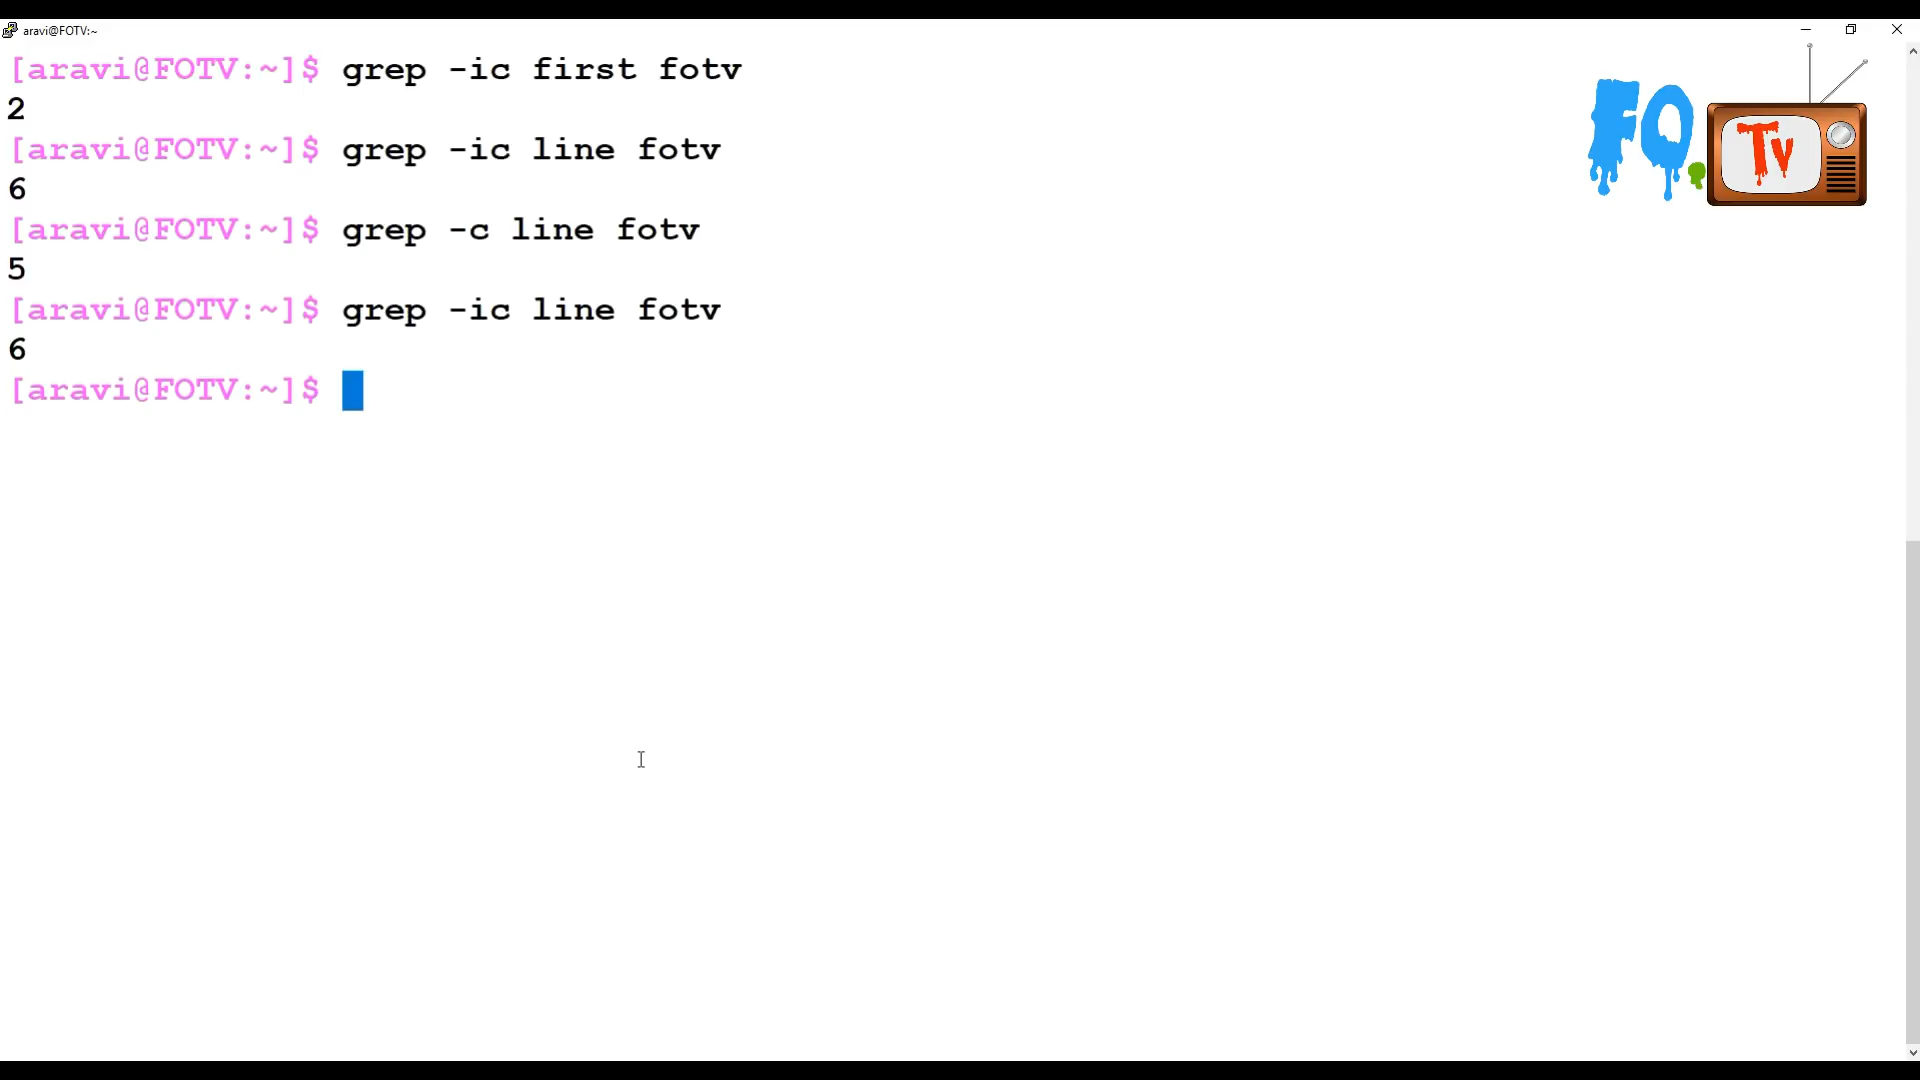 aravi@FOTV:~
[aravi@FOTV:~]$ grep -ic first fotv
2
[aravi@FOTV:~]$ grep -ic line fotv
6
[aravi@FOTV:~]$ grep -c line fotv
5
[aravi@FOTV:~]$ grep -ic line fotv
6
[aravi@FOTV:~]$
FO.
Tv